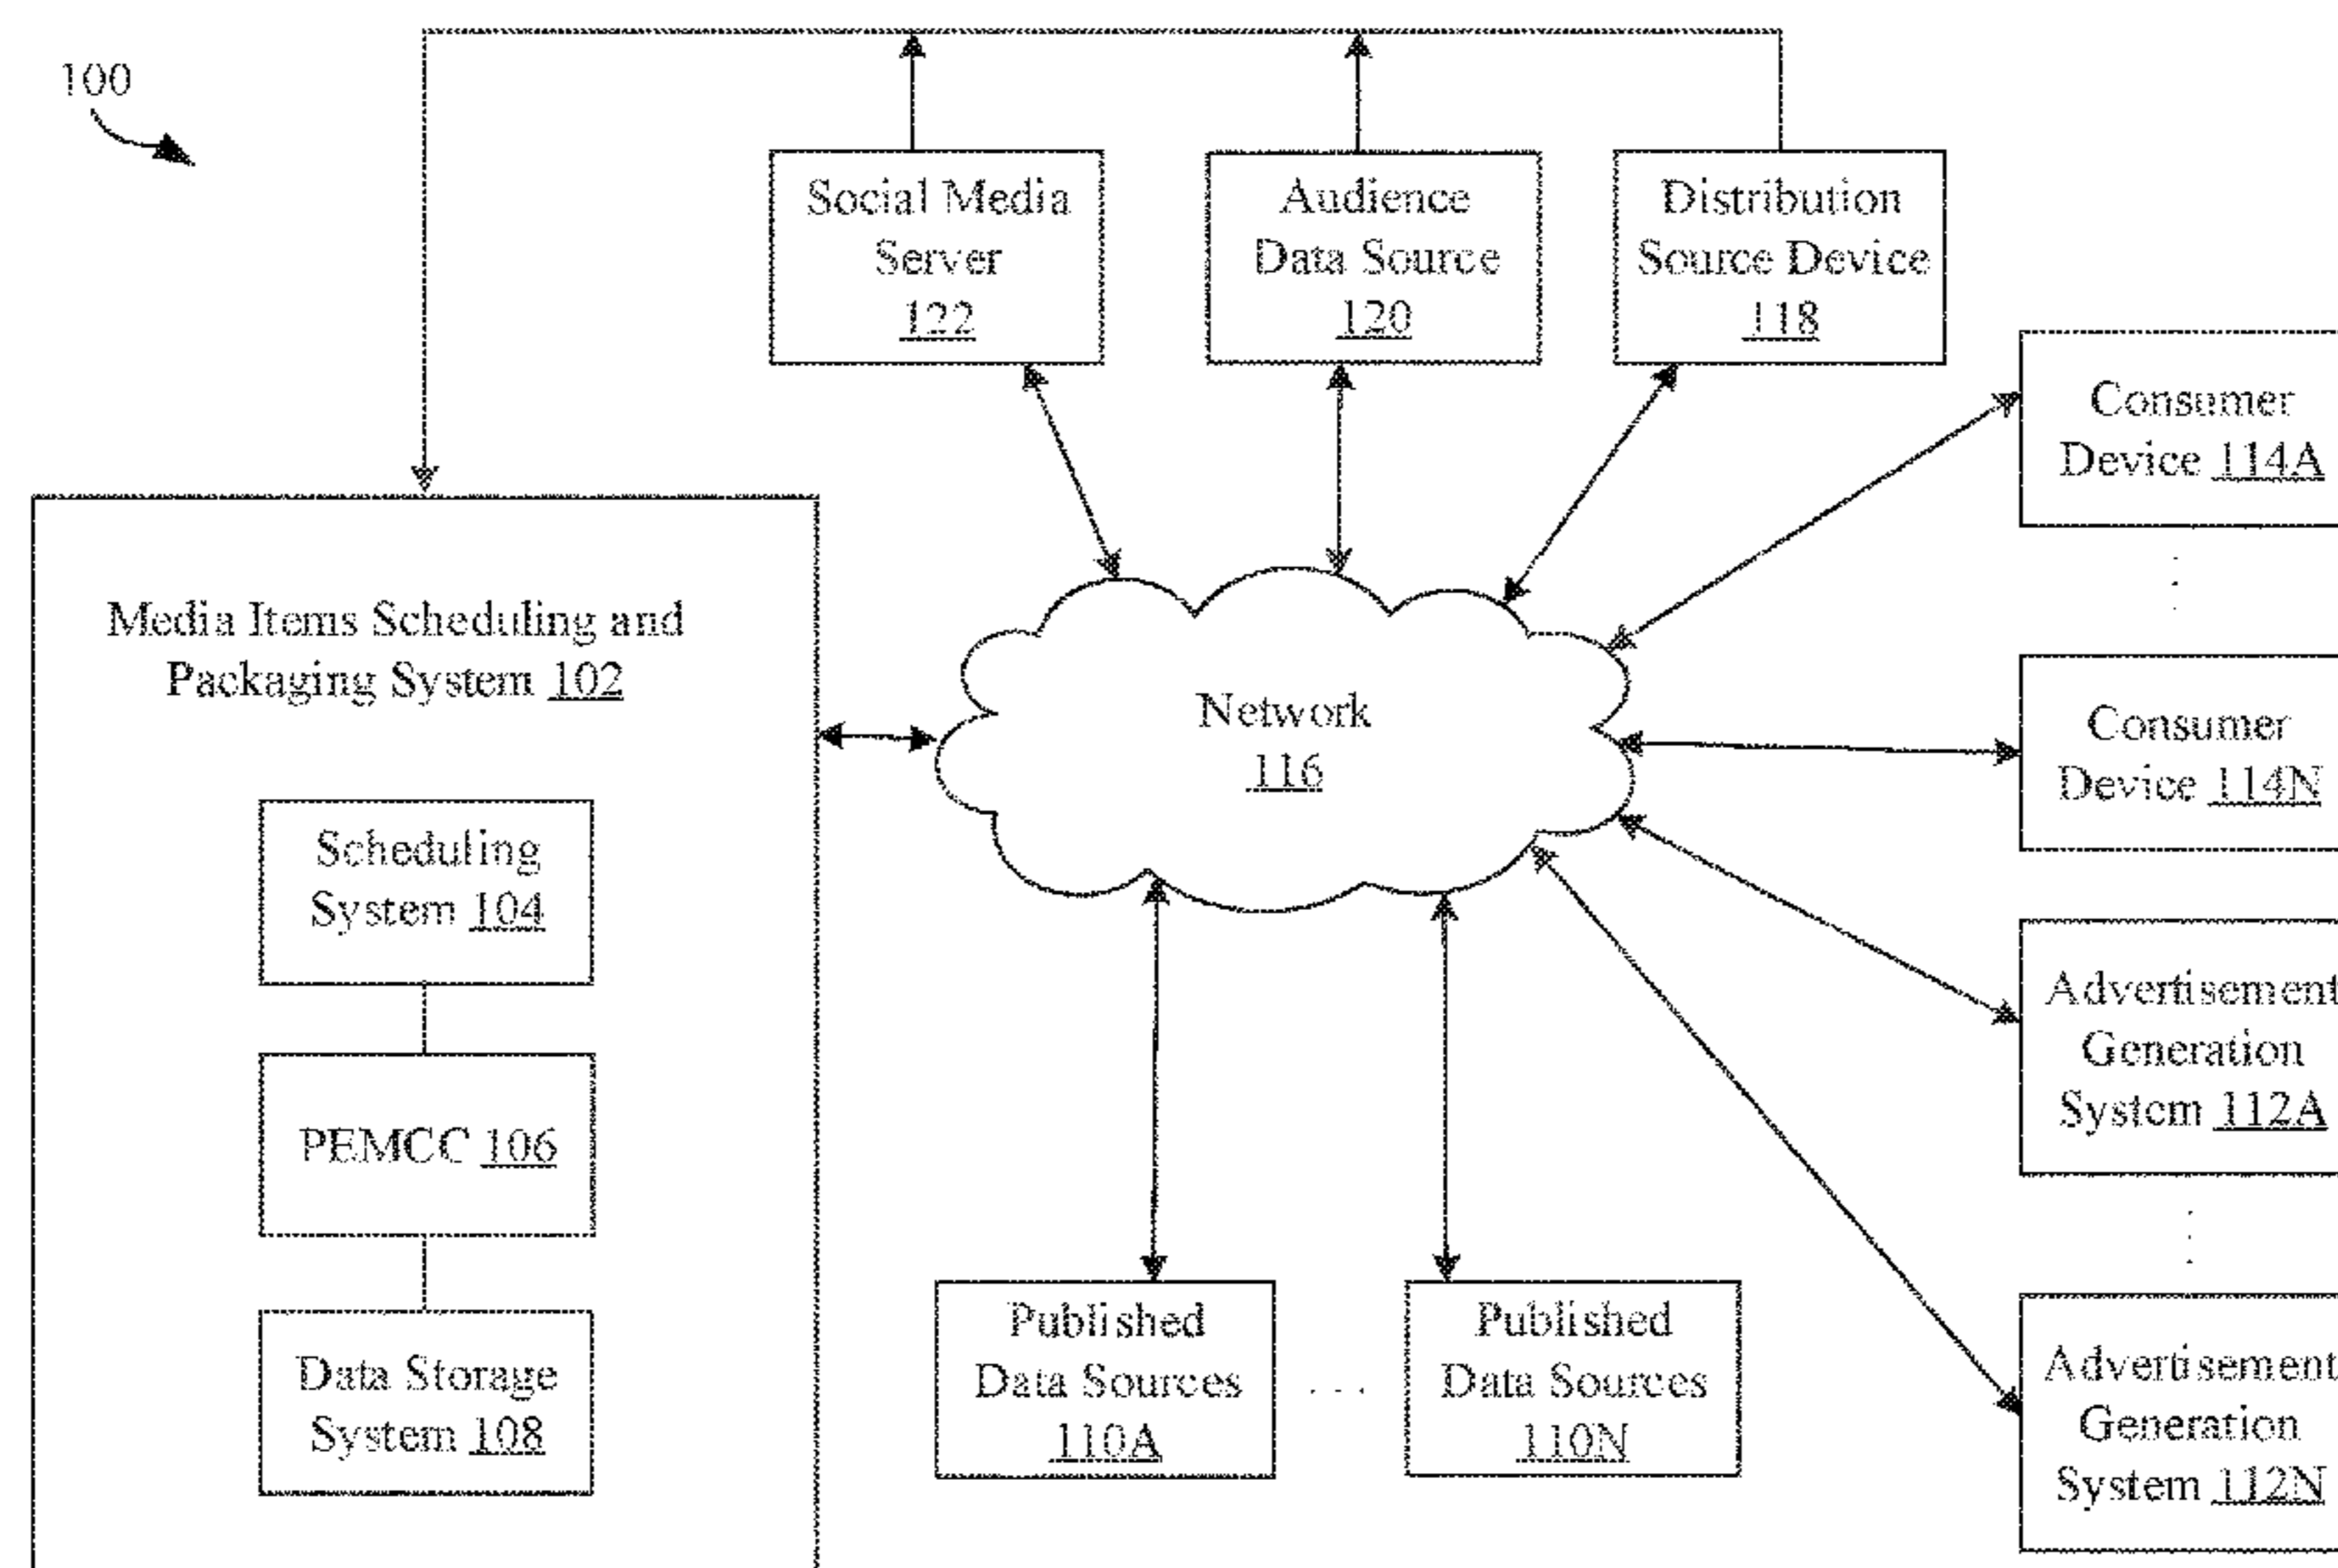 100
Social Media
Server
122
Audience
Data Source
120
Distribution
Source Device
118
Consumer
Device 114A
Consumer
Device 114N
Media Items Scheduling and
Packaging System 102
Network
116
Scheduling
System 104
PEMCC 106
Data Storage
System 108
Advertisement
Generation
System 112A
Advertisement
Generation
System 112N
Published
Data Sources
110A
. . .
Published
Data Sources
110N